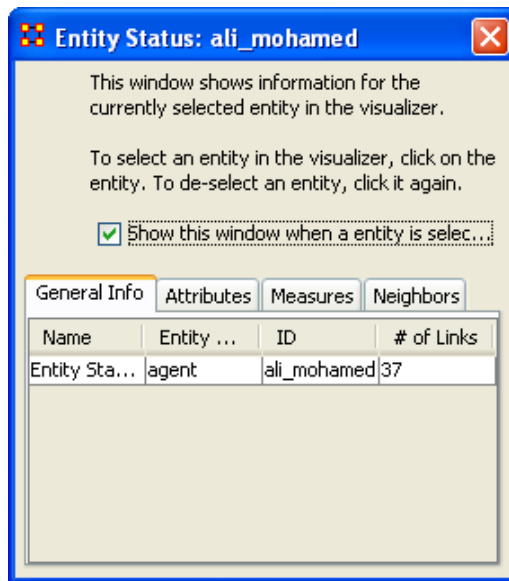 Entity Status: ali_mohamed
This window shows information for the
currently selected entity in the visualizer.
To select an entity in the visualizer, click on the
entity. To de-select an entity, click it again.
Show this window when a entity is selec...
General Info Attributes Measures Neighbors
Name Entity ... ID # of Links
Entity Sta... agent ali_mohamed 37